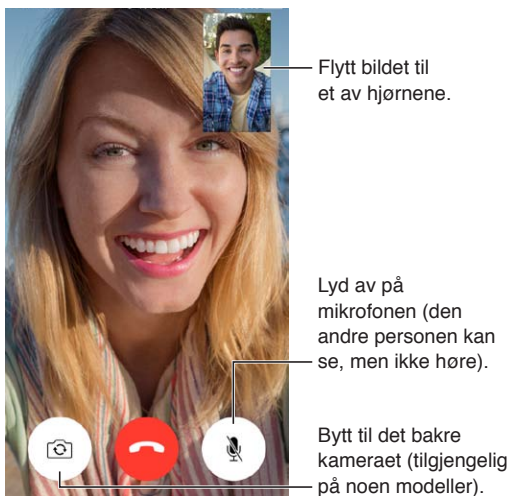 Flytt bildet til
et av hjørnene.
Lyd av på
mikrofonen (den
andre personen kan
se, men ikke høre).
Bytt til det bakre
kameraet (tilgjengelig
på noen modeller).